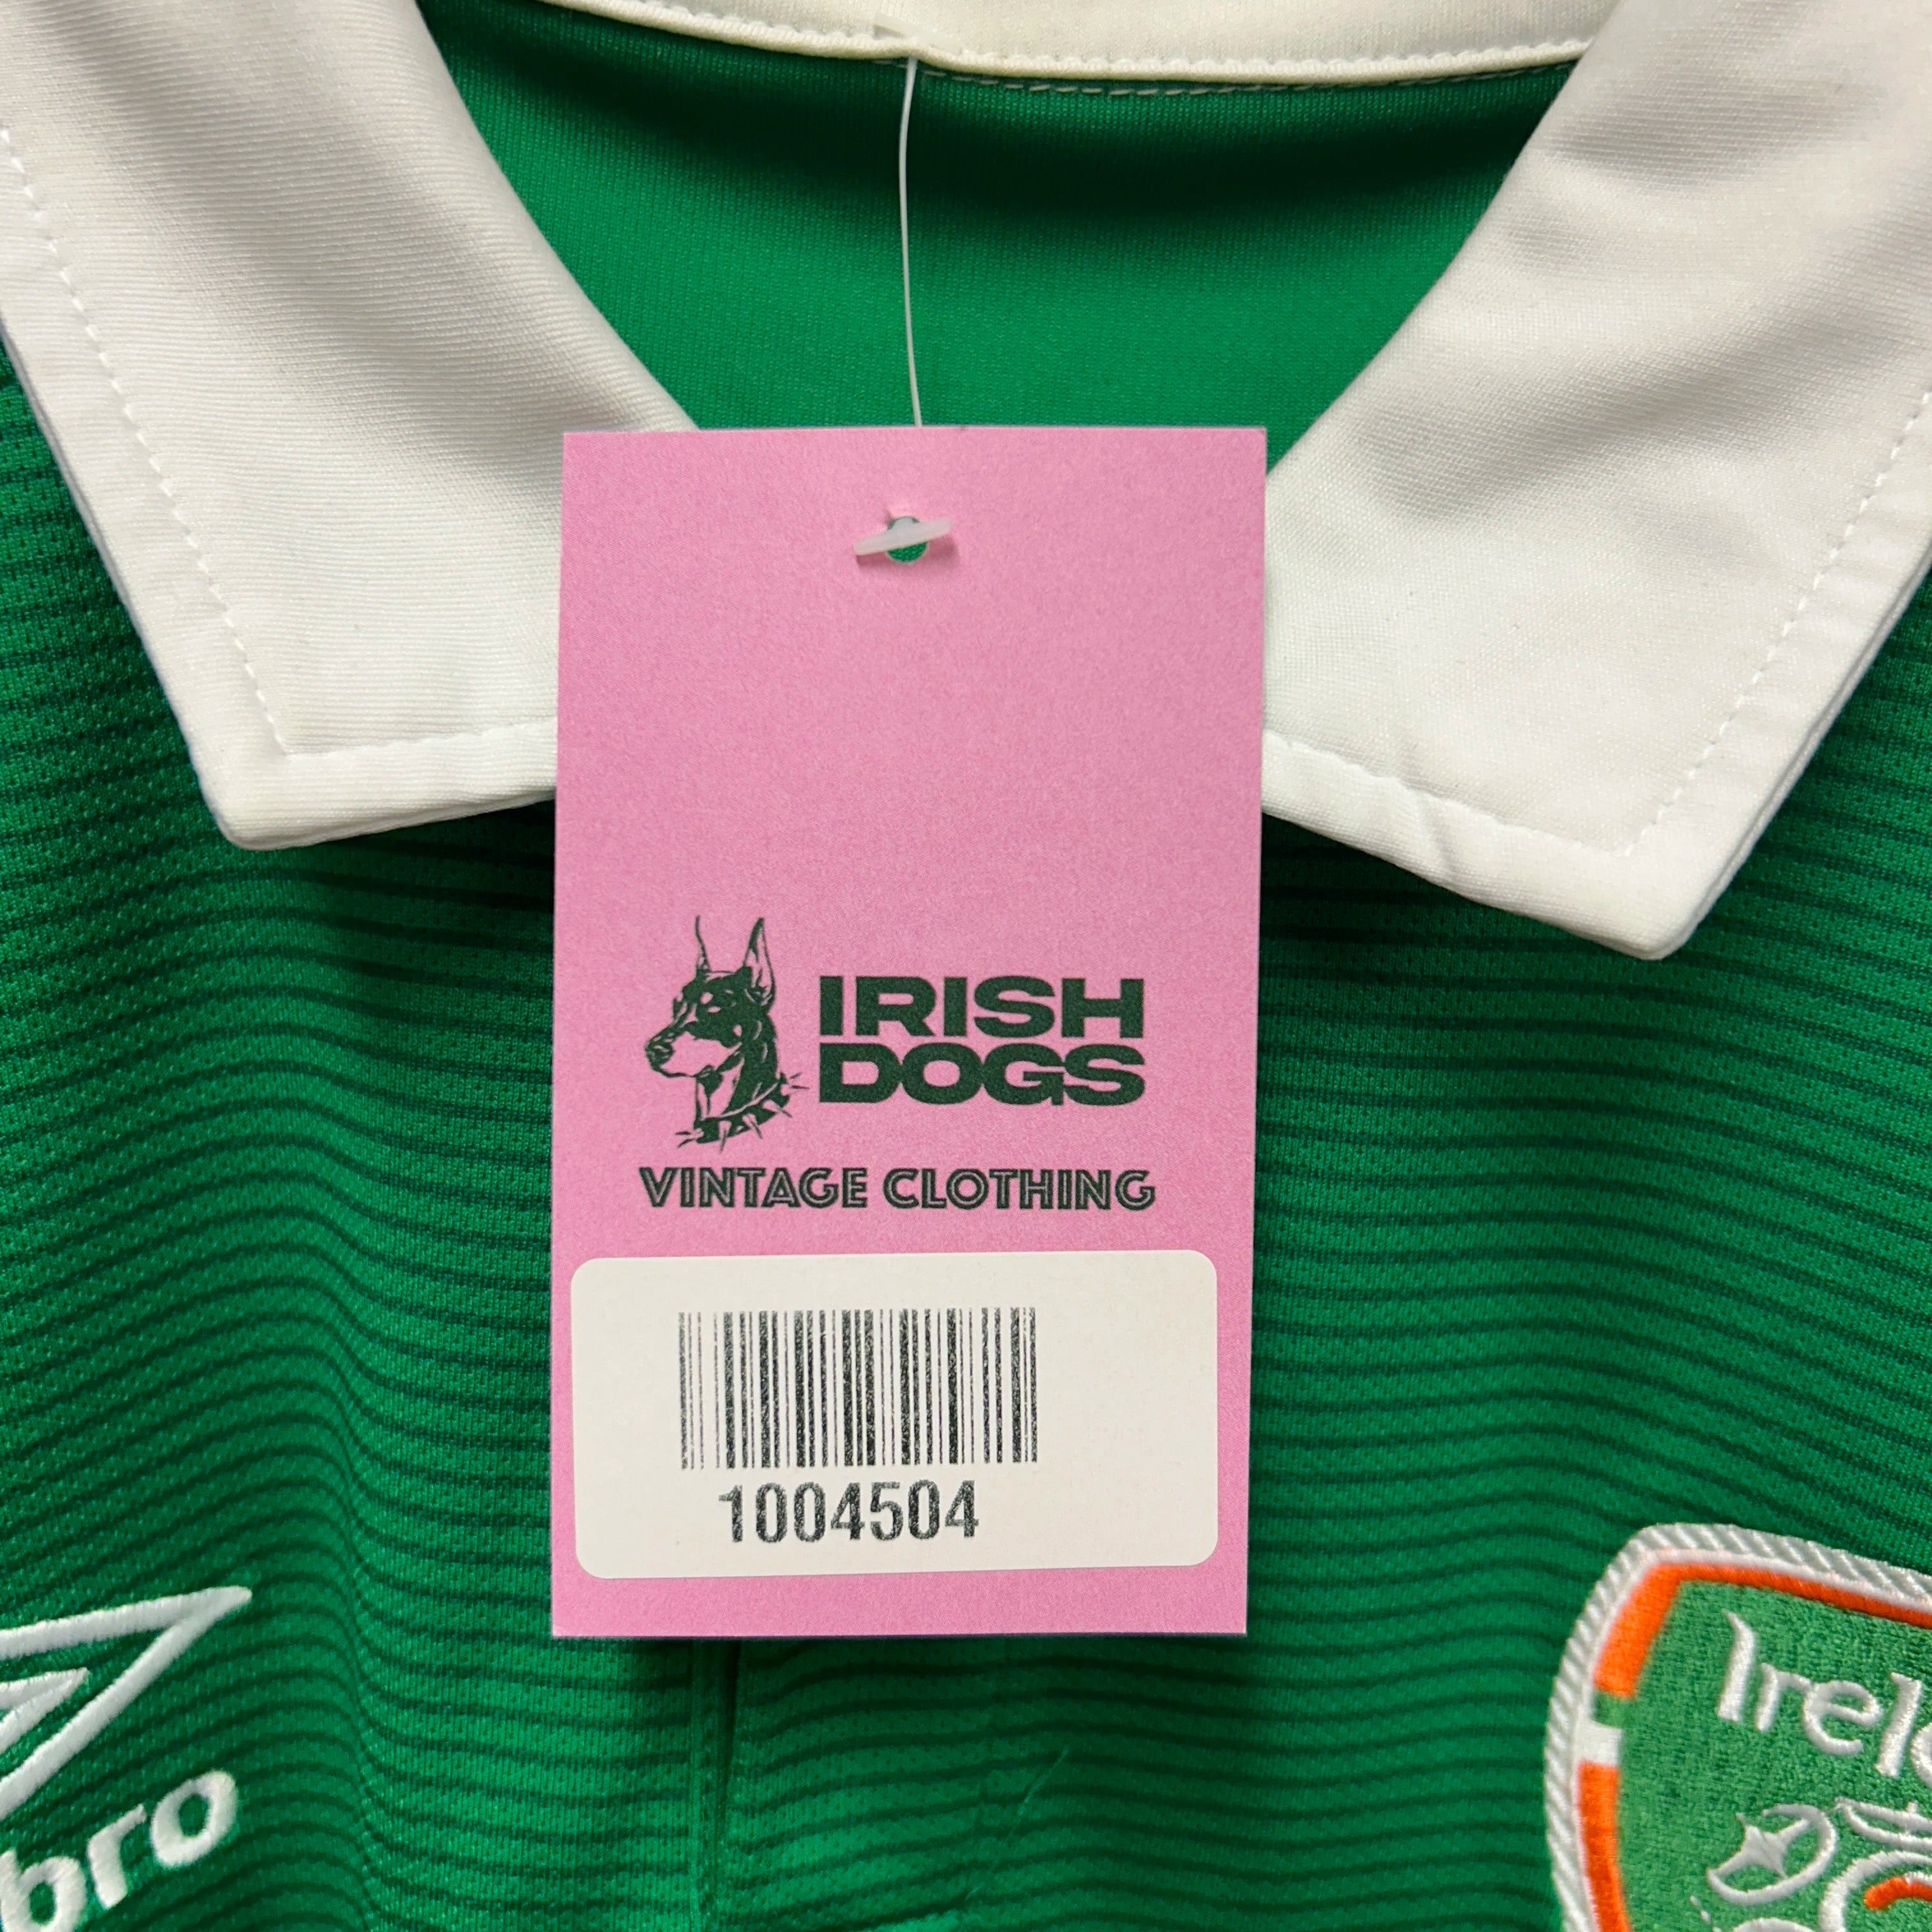 IRISH
DOGS
VINTAGE CLOTHING
1004504
bro
Irel